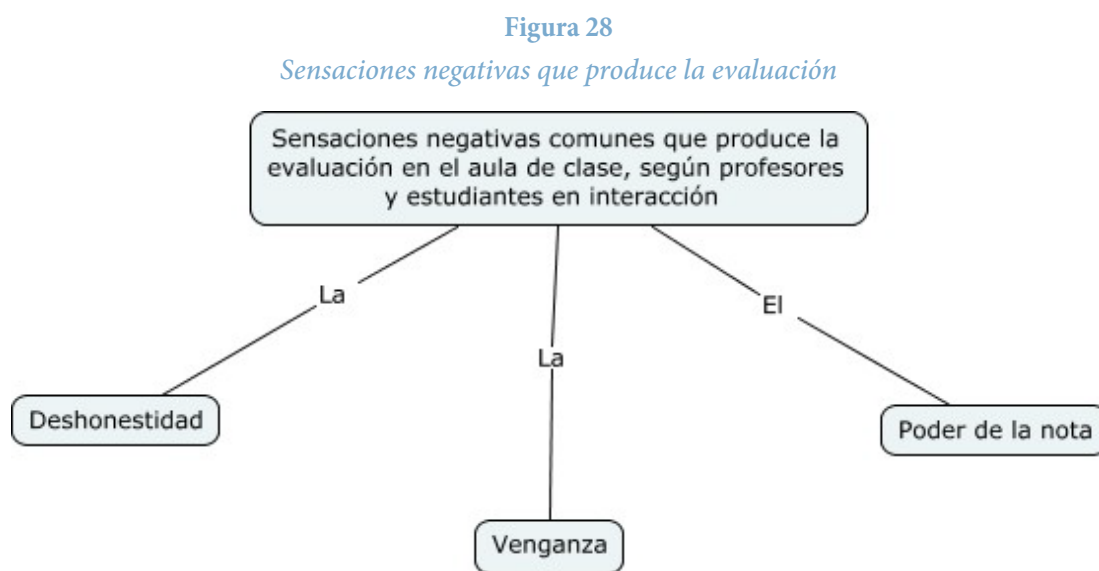 Figura 28
Sensaciones negativas que produce la evaluación
Sensaciones negativas comunes que produce la
evaluación en el aula de clase, según profesores
y estudiantes en interacción
La
El
La
Deshonestidad
Poder de la nota
Venganza